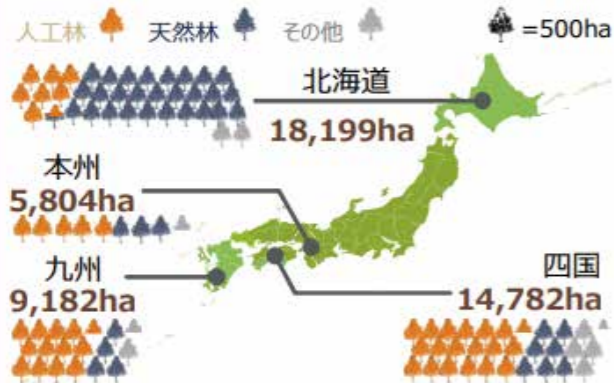 人工林 天然林 その他 =500ha
北海道
18,199ha
本州
5,804ha
九州
9,182ha
四国
14,782ha